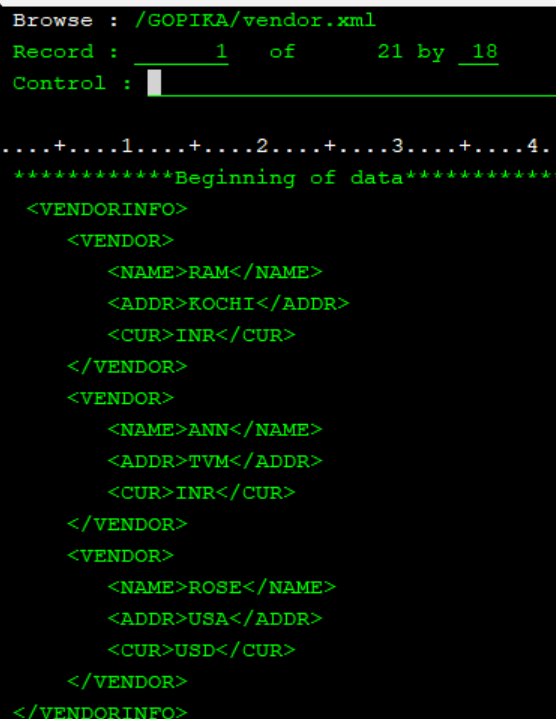 Browse : /GOPIKA/vendor.xml
Record : 1 of 21 by 18
Control :
....+....1....+....2....+....3....+....4.
************Beginning of data************
<VENDORINFO>
<VENDOR>
<NAME>RAM</NAME>
<ADDR>KOCHI</ADDR>
<CUR>INR</CUR>
</VENDOR>
<VENDOR>
<NAME>ANN</NAME>
<ADDR>TVM</ADDR>
<CUR>INR</CUR>
</VENDOR>
<VENDOR>
<NAME>ROSE</NAME>
<ADDR>USA</ADDR>
<CUR>USD</CUR>
</VENDOR>
</VENDORINFO>